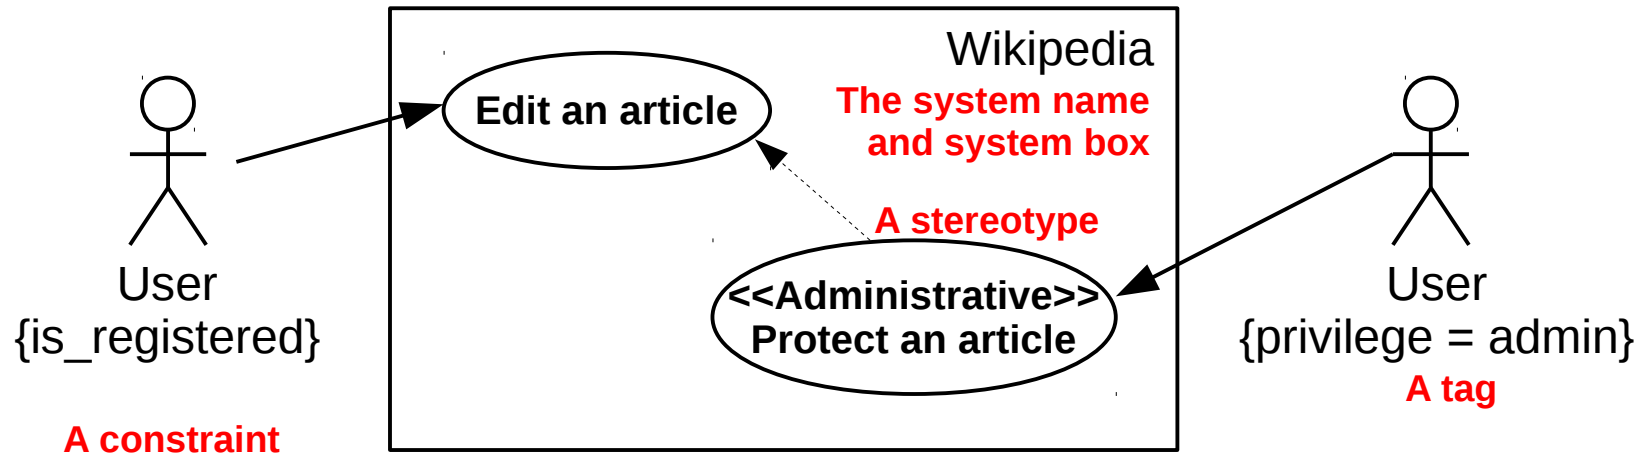 Wikipedia
The system name
and system box
Edit an article
A stereotype
<<Administrative>>
Protect an article
User
{is_registered}
A constraint
User
{privilege = admin}
A tag